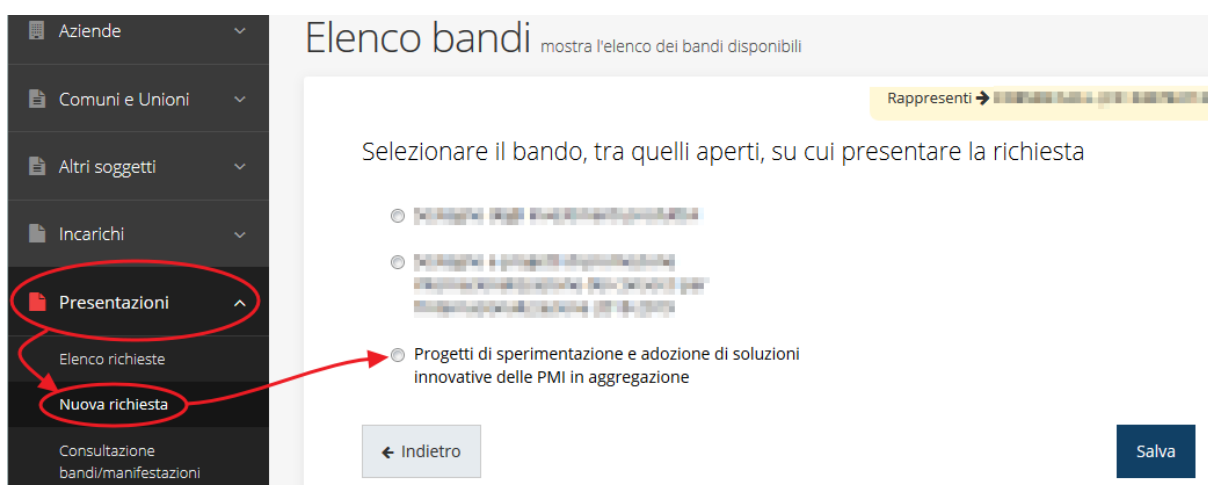 Aziende
Comuni e Unioni
Altri soggetti
Incarichi
Presentazioni
Elenco richieste
Nuova richiesta
Consultazione
bandi/manifestazioni
Elenco bandi mostra l'elenco dei bandi disponibili
Rappresenti
Selezionare il bando, tra quelli aperti, su cui presentare la richiesta
Progetti di sperimentazione e adozione di soluzioni
innovative delle PMI in aggregazione
Indietro
Salva